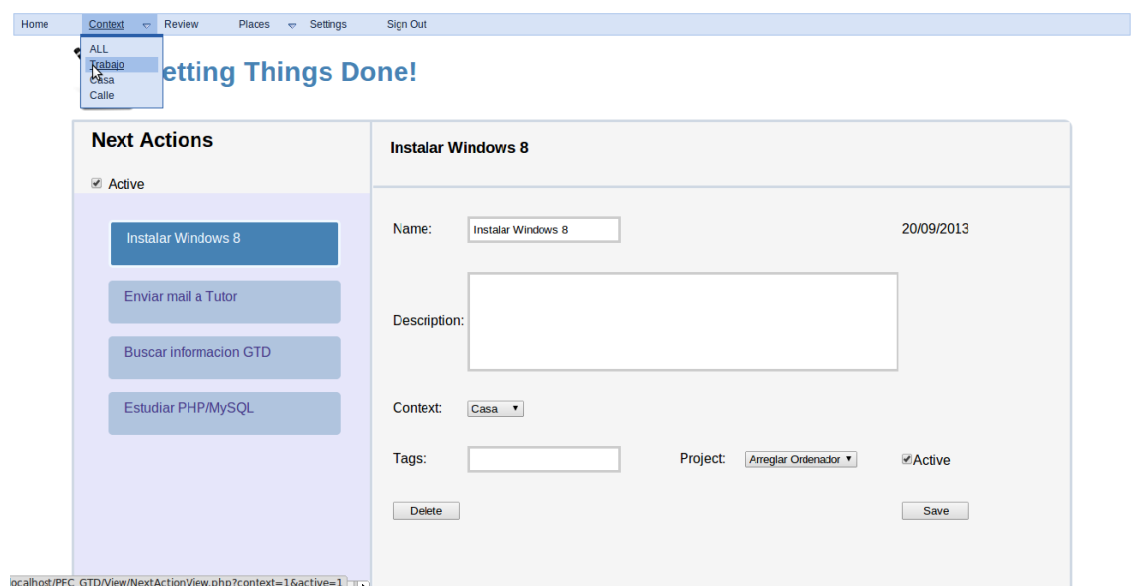 Home Context Review Places Settings Sign Out
ALL
Trabajo
Casa
Calle
etting Things Done!
Next Actions
Active
Instalar Windows 8
Enviar mail a Tutor
Buscar informacion GTD
Estudiar PHP/MySQL
Instalar Windows 8
Name: Instalar Windows 8 20/09/2013
Description:
Context: Casa
Tags: Project: Arreglar Ordenador Active
Delete Save
ocalhost/PFC_GTD/View/NextActionView.php?context=1&active=1